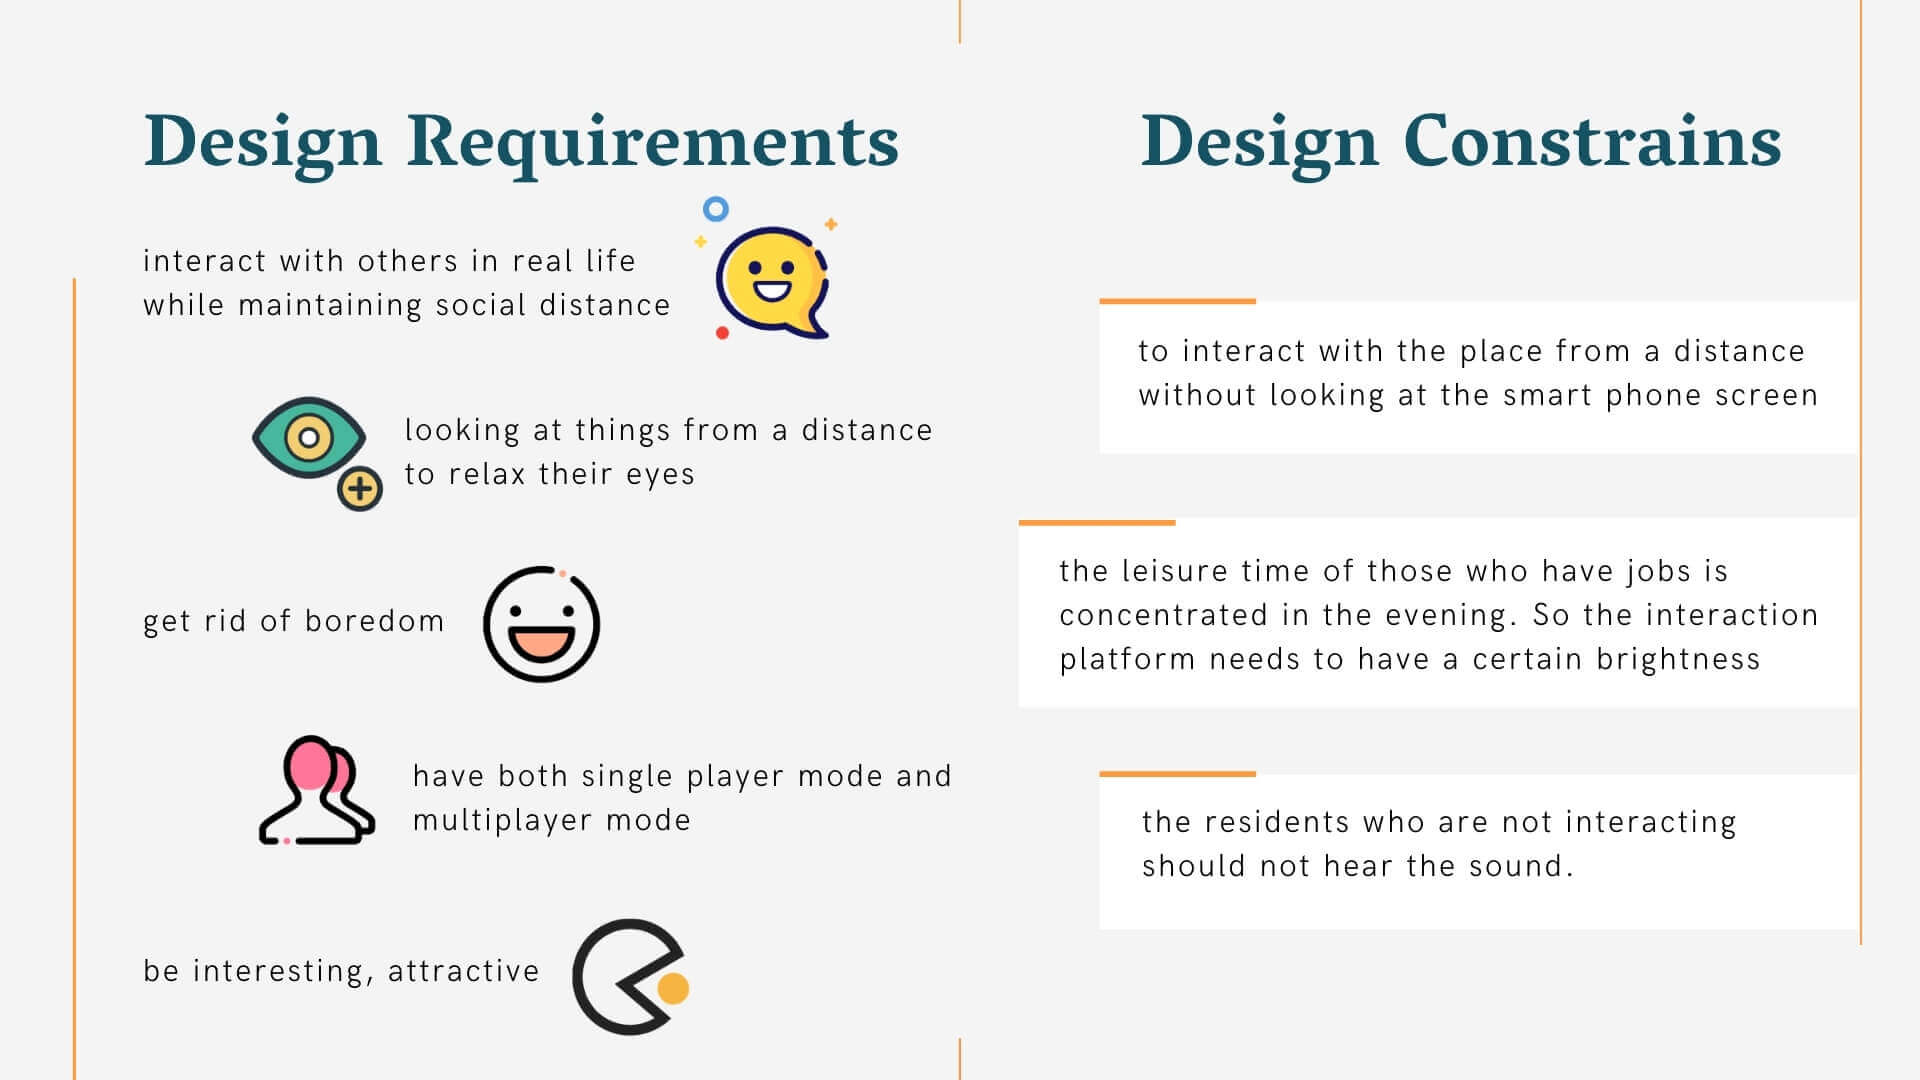 Design Requirements
interact with others in real life
while maintaining social distance
looking at things from a distance
to relax their eyes
get rid of boredom
have both single player mode and
multiplayer mode
be interesting, attractive
Design Constrains
to interact with the place from a distance
without looking at the smart phone screen
the leisure time of those who have jobs is
concentrated in the evening. So the interaction
platform needs to have a certain brightness
the residents who are not interacting
should not hear the sound.